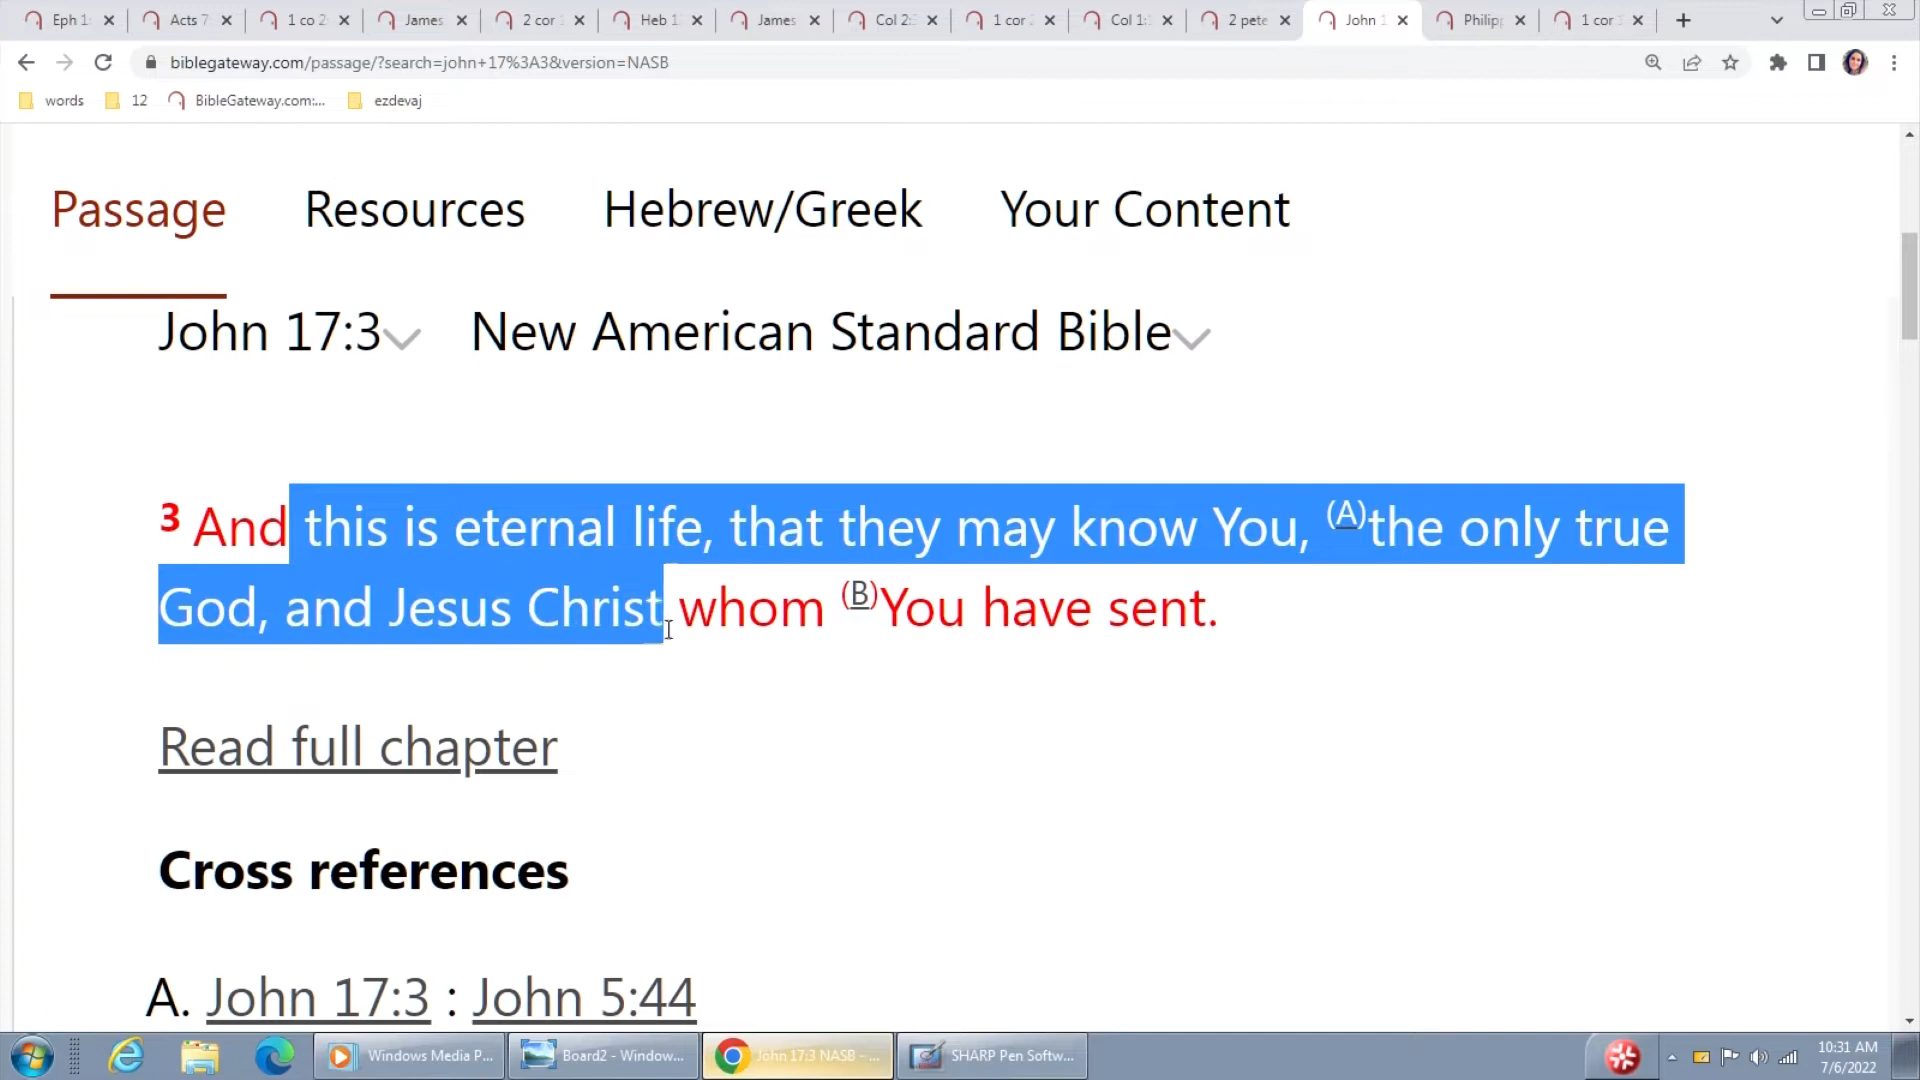 Eph 1:
Acts 7:
1 co 2
James
2 cor
Heb 1
James
Col 2:
1 cor 2
Col 1:
2 pete
John 1
Philip
1 cor
biblegateway.com/passage/?search=john+17%3A3&version=NASB
words
12
BibleGateway.com:...
ezdevaj
Passage
Resources
Hebrew/Greek
Your Content
John 17:3
New American Standard Bible
3 And this is eternal life, that they may know You, (A)the only true
God, and Jesus Christ whom (B)You have sent.
Read full chapter
Cross references
A. John 17:3 : John 5:44
Windows Media P...
Board2 - Window...
John 17:3 NASB - ...
SHARP Pen Softw...
10:31 AM
7/6/2022